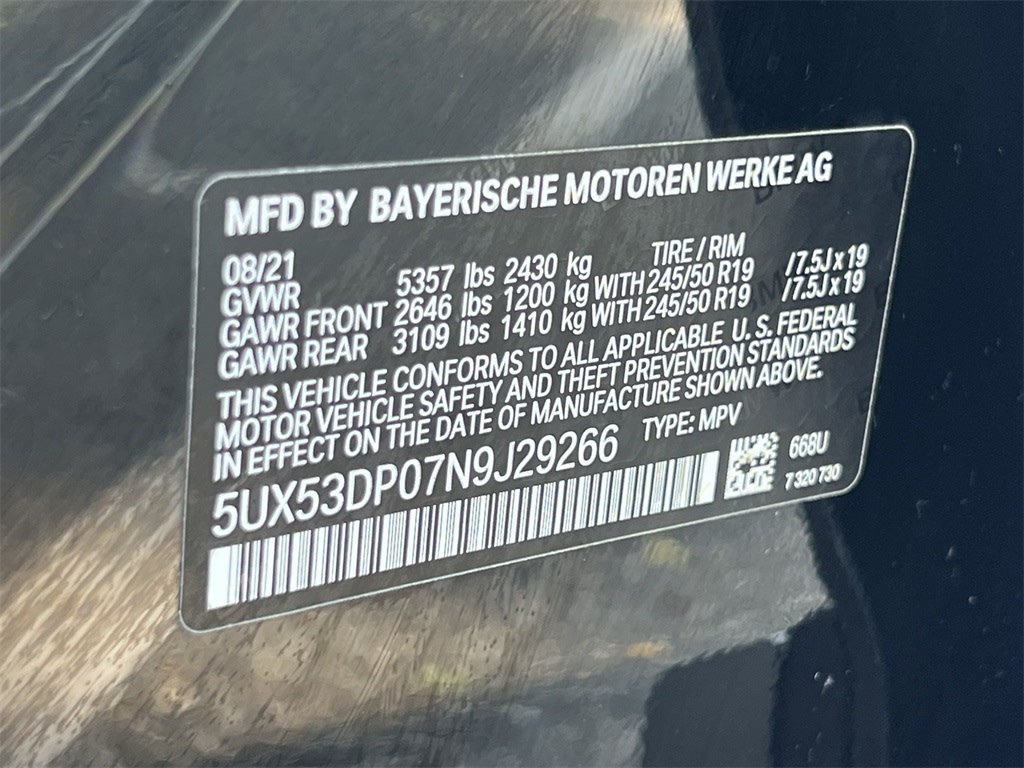 MFD BY BAYERISCHE MOTOREN WERKE AG
08/21 TIRE / RIM
GVWR 5357 lbs 2430 kg
GAWR FRONT 2646 lbs 1200 kg WITH 245/50 R19 /7.5J x 19
GAWR REAR 3109 lbs 1410 kg WITH 245/50 R19 /7.5J x 19
THIS VEHICLE CONFORMS TO ALL APPLICABLE U. S. FEDERAL
MOTOR VEHICLE SAFETY AND THEFT PREVENTION STANDARDS
IN EFFECT ON THE DATE OF MANUFACTURE SHOWN ABOVE.
5UX53DP07N9J29266 TYPE: MPV
668U
7 320 730